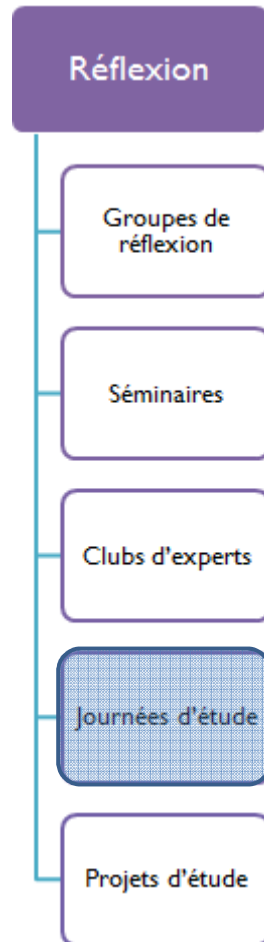 Réflexion
Groupes de
réflexion
Séminaires
Clubs d'experts
Journées d'étude
Projets d'étude